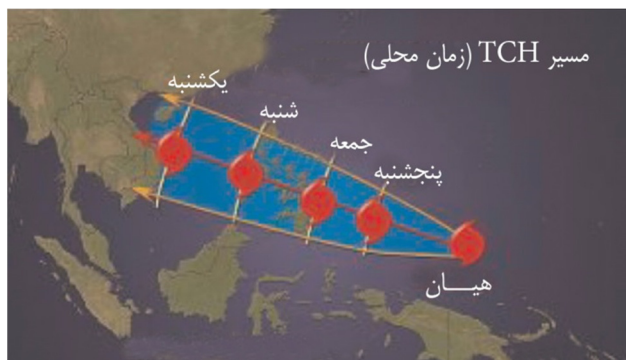 مسیر TCH (زمان محلی)
یکشنبه
شنبه
جمعه
پنجشنبه
هیـــان